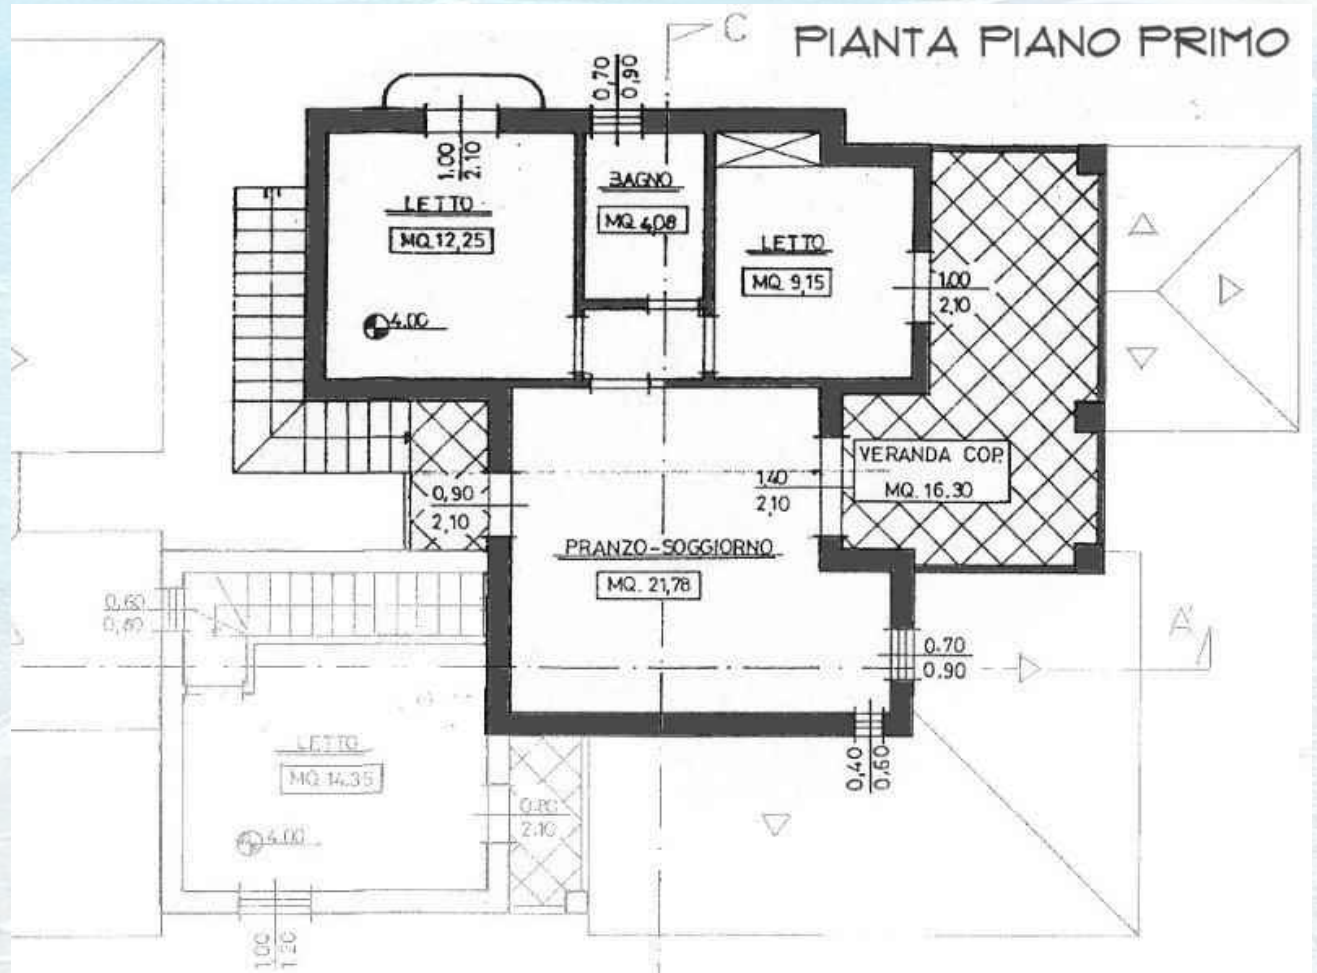 C
PIANTA PIANO PRIMO
0,70
0,90
1.00
2.10
LETTO
MQ.12,25
BAGNO
MQ 4,08
LETTO
MQ 9,15
1.00
2,10
4.00
VERANDA COP.
MQ. 16.30
1.40
2,10
0,90
2,10
PRANZO-SOGGIORNO
MQ. 21,78
0,60
A'
0.70
0.90
LETTO
MQ 14.35
0,40
0,60
2.10
4.00
1.00